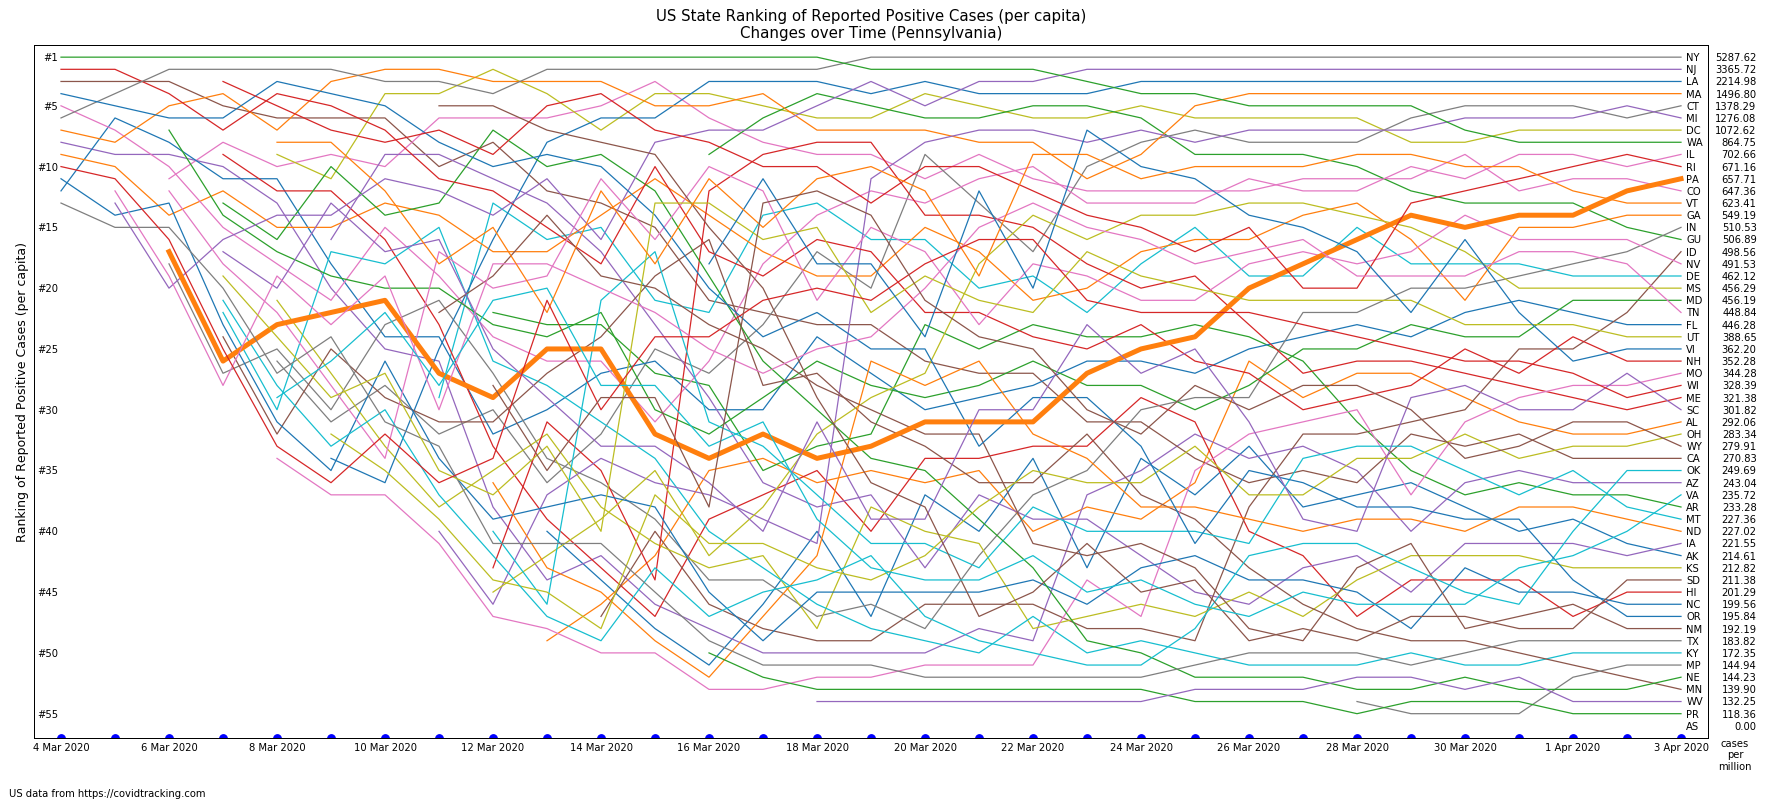 US State Ranking of Reported Positive Cases (per capita)
Changes over Time (Pennsylvania)
Ranking of Reported Positive Cases (per capita)
#1
#5
#10
#15
#20
#25
#30
#35
#40
#45
#50
#55
NY 5287.62
NJ 3365.72
LA 2214.98
MA 1496.80
CT 1378.29
MI 1276.08
DC 1072.62
WA 864.75
IL 702.66
RI 671.16
PA 657.71
CO 647.36
VT 623.41
GA 549.19
IN 510.53
GU 506.89
ID 498.56
NV 491.53
DE 462.12
MS 456.29
MD 456.19
TN 448.84
FL 446.28
UT 388.65
VI 362.20
NH 352.28
MO 344.28
WI 328.39
ME 321.38
SC 301.82
AL 292.06
OH 283.34
WY 279.91
CA 270.83
OK 249.69
AZ 243.04
VA 235.72
AR 233.28
MT 227.36
ND 227.02
IA 221.55
AK 214.61
KS 212.82
SD 211.38
HI 201.29
NC 199.56
OR 195.84
NM 192.19
TX 183.82
KY 172.35
MP 144.94
NE 144.23
MN 139.90
WV 132.25
PR 118.36
AS 0.00
4 Mar 2020 6 Mar 2020 8 Mar 2020 10 Mar 2020 12 Mar 2020 14 Mar 2020 16 Mar 2020 18 Mar 2020 20 Mar 2020 22 Mar 2020 24 Mar 2020 26 Mar 2020 28 Mar 2020 30 Mar 2020 1 Apr 2020 3 Apr 2020
cases
per
million
US data from https://covidtracking.com